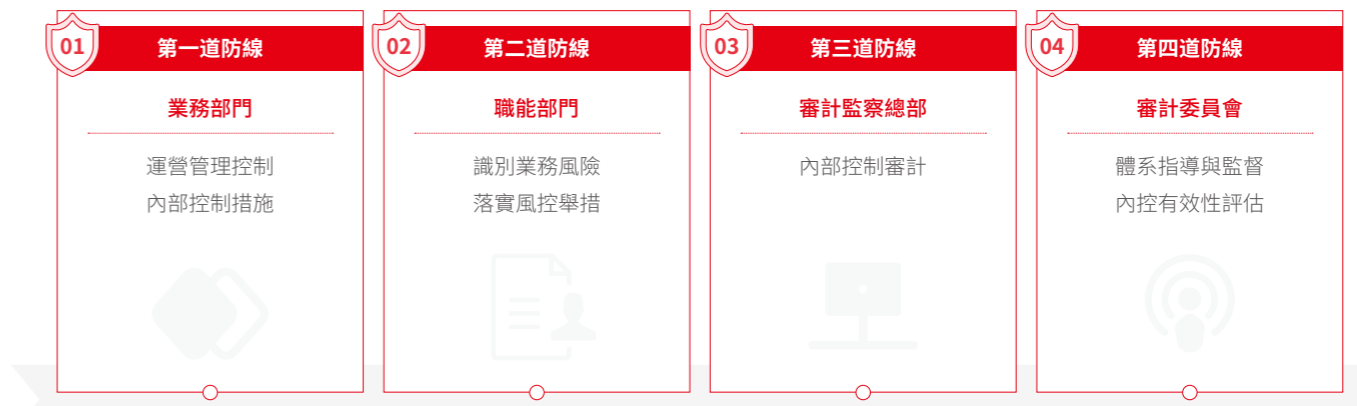 01
第一道防線
業務部門
運營管理控制
內部控制措施
02
第二道防線
職能部門
識別業務風險
落實風控舉措
03
第三道防線
審計監察總部
內部控制審計
04
第四道防線
審計委員會
體系指導與監督
內控有效性評估